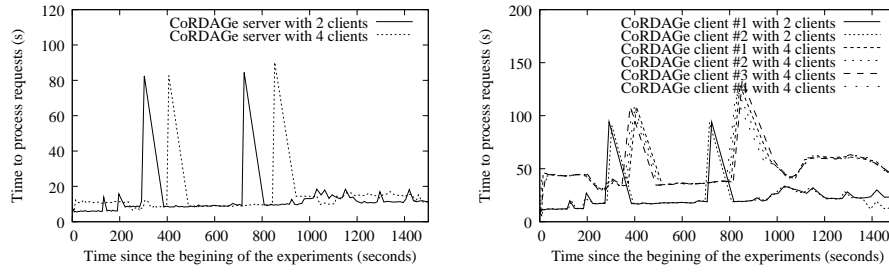 CoRDAGe server with 2 clients
CoRDAGe server with 4 clients
120
100
80
60
40
20
0
0 200 400 600 800 1000 1200 1400
Time to process requests (s)
Time since the begining of the experiments (seconds)
CoRDAGe client #1 with 2 clients
CoRDAGe client #2 with 2 clients
CoRDAGe client #1 with 4 clients
CoRDAGe client #2 with 4 clients
CoRDAGe client #3 with 4 clients
CoRDAGe client #4 with 4 clients
200
150
100
50
0
0 200 400 600 800 1000 1200 1400
Time to process requests (s)
Time since the begining of the experiments (seconds)